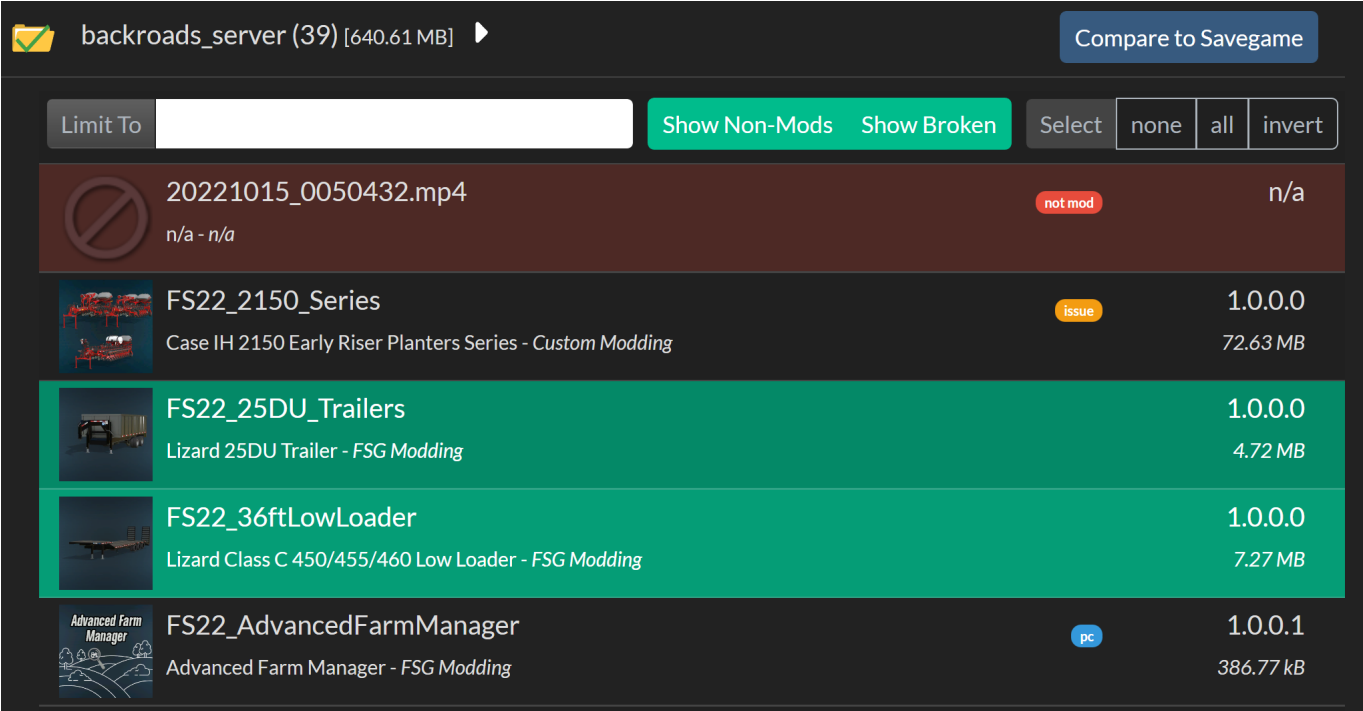 backroads_server (39) [640.61 MB]
Compare to Savegame
Limit To
Show Non-Mods
Show Broken
Select
none
all
invert
20221015_0050432.mp4
not mod
n/a
n/a - n/a
FS22_2150_Series
issue
1.0.0.0
Case IH 2150 Early Riser Planters Series - Custom Modding
72.63 MB
FS22_25DU_Trailers
1.0.0.0
Lizard 25DU Trailer - FSG Modding
4.72 MB
FS22_36ftLowLoader
1.0.0.0
Lizard Class C 450/455/460 Low Loader - FSG Modding
7.27 MB
Advanced Farm
Manager
FS22_AdvancedFarmManager
pc
1.0.0.1
Advanced Farm Manager - FSG Modding
386.77 kB